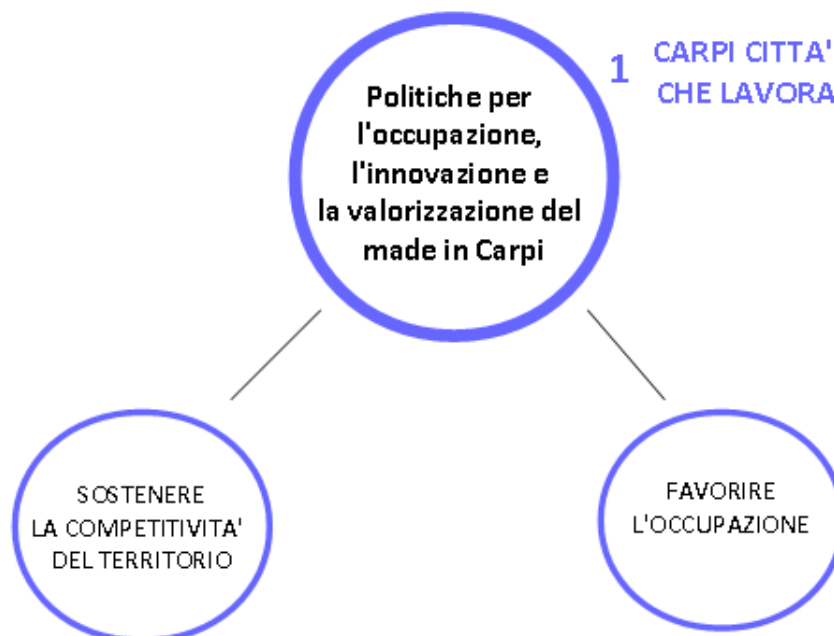 1 CARPI CITTA'
CHE LAVORA
Politiche per
l'occupazione,
l'innovazione e
la valorizzazione del
made in Carpi
SOSTENERE
LA COMPETITIVITA'
DEL TERRITORIO
FAVORIRE
L'OCCUPAZIONE